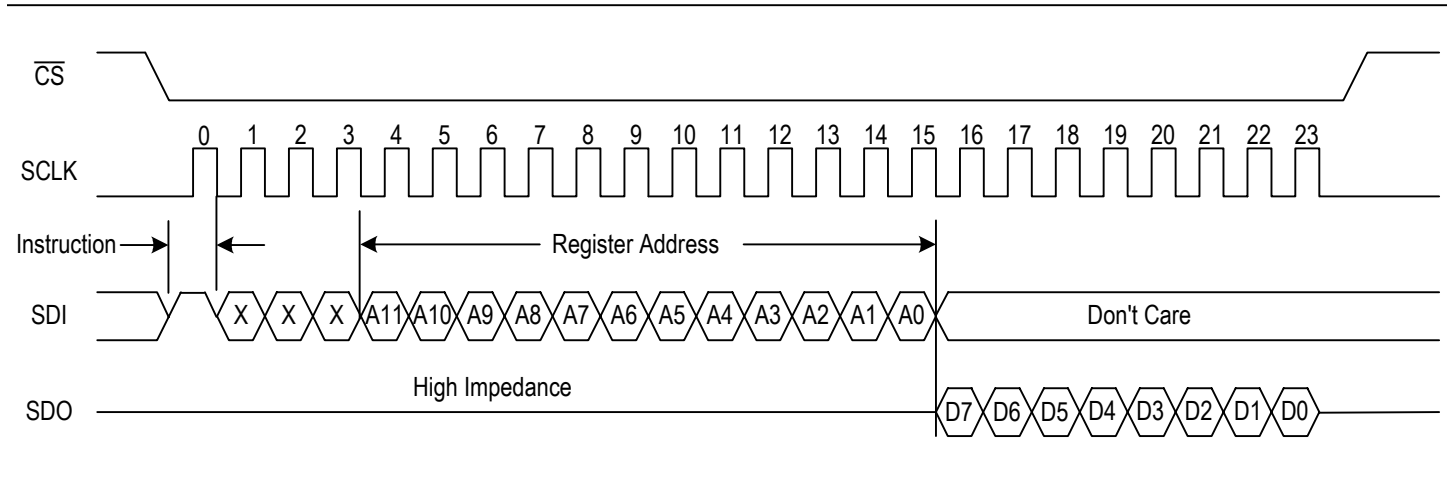 CS
0 1 2 3 4 5 6 7 8 9 10 11 12 13 14 15 16 17 18 19 20 21 22 23
SCLK
Instruction Register Address
SDI X X X A11 A10 A9 A8 A7 A6 A5 A4 A3 A2 A1 A0 Don't Care
High Impedance
SDO D7 D6 D5 D4 D3 D2 D1 D0